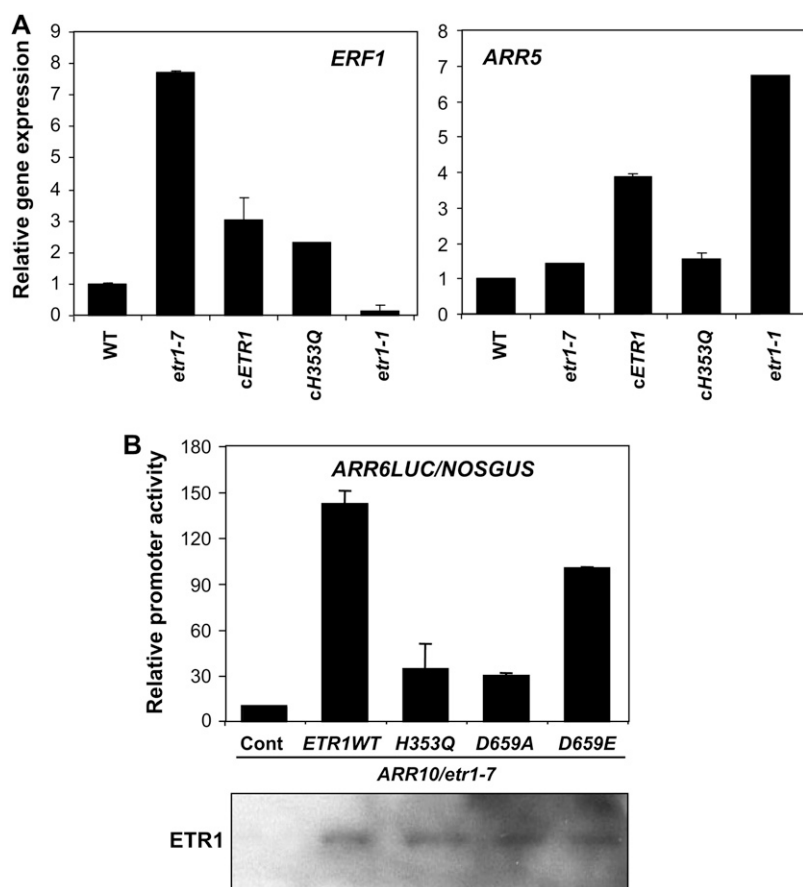 A
Relative gene expression
9
8
7
6
5
4
3
2
1
0
ERF1
WT
etr1-7
cETR1
cH353Q
etr1-1
8
7
6
5
4
3
2
1
0
ARR5
WT
etr1-7
cETR1
cH353Q
etr1-1
B
Relative promoter activity
180
150
120
90
60
30
0
ARR6LUC/NOSGUS
Cont ETR1WT H353Q D659A D659E
ARR10/etr1-7
ETR1